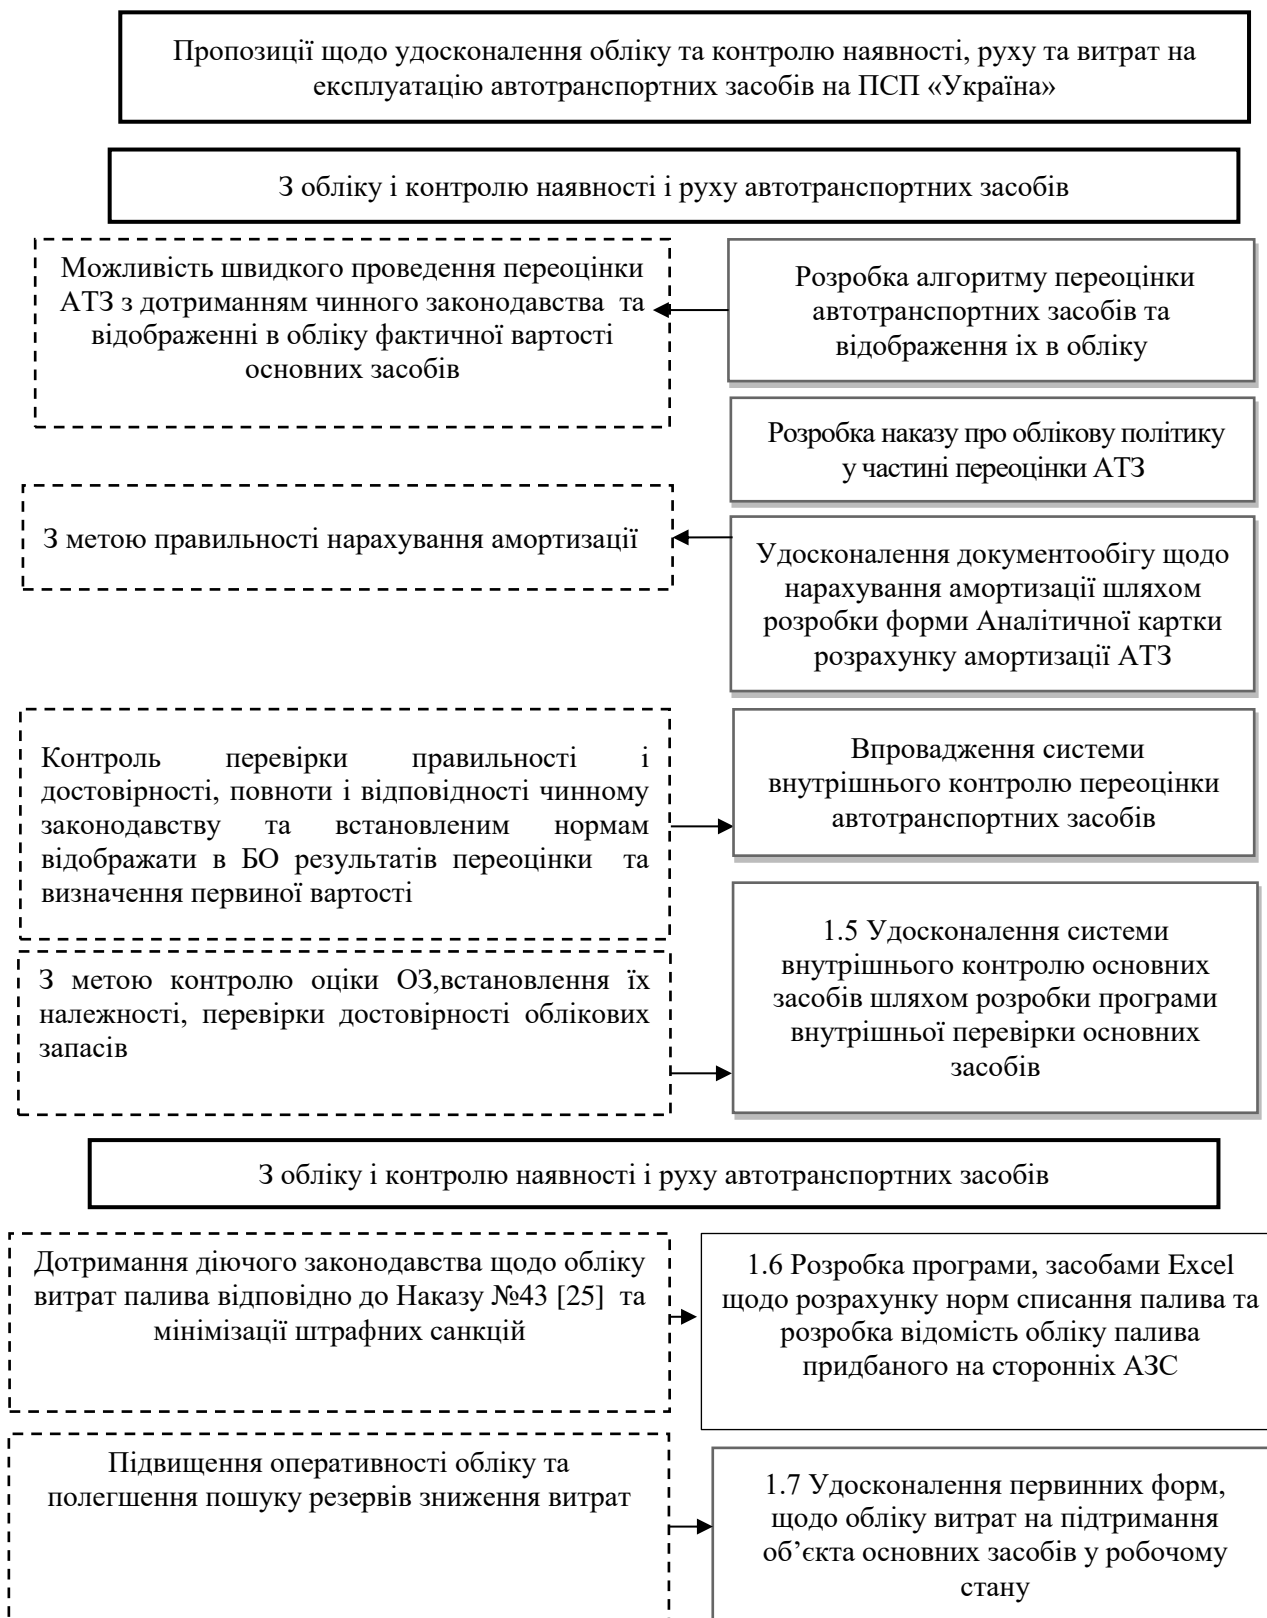 Пропозиції щодо удосконалення обліку та контролю наявності, руху та витрат на
експлуатацію автотранспортних засобів на ПСП «Україна»
З обліку і контролю наявності і руху автотранспортних засобів
Можливість швидкого проведення переоцінки
АТЗ з дотриманням чинного законодавства та
відображенні в обліку фактичної вартості
основних засобів
Розробка алгоритму переоцінки
автотранспортних засобів та
відображення іх в обліку
Розробка наказу про облікову політику
у частині переоцінки АТЗ
З метою правильності нарахування амортизації
Удосконалення документообігу щодо
нарахування амортизації шляхом
розробки форми Аналітичної картки
розрахунку амортизації АТЗ
Контроль перевірки правильності і
достовірності, повноти і відповідності чинному
законодавству та встановленим нормам
відображати в БО результатів переоцінки та
визначення первиної вартості
Впровадження системи
внутрішнього контролю переоцінки
автотранспортних засобів
З метою контролю оціки ОЗ,встановлення їх
належності, перевірки достовірності облікових
запасів
1.5 Удосконалення системи
внутрішнього контролю основних
засобів шляхом розробки програми
внутрішньої перевірки основних
засобів
З обліку і контролю наявності і руху автотранспортних засобів
Дотримання діючого законодавства щодо обліку
витрат палива відповідно до Наказу №43 [25] та
мінімізації штрафних санкцій
1.6 Розробка програми, засобами Excel
щодо розрахунку норм списання палива та
розробка відомість обліку палива
придбаного на сторонніх АЗС
Підвищення оперативності обліку та
полегшення пошуку резервів зниження витрат
1.7 Удосконалення первинних форм,
щодо обліку витрат на підтримання
об’єкта основних засобів у робочому
стану